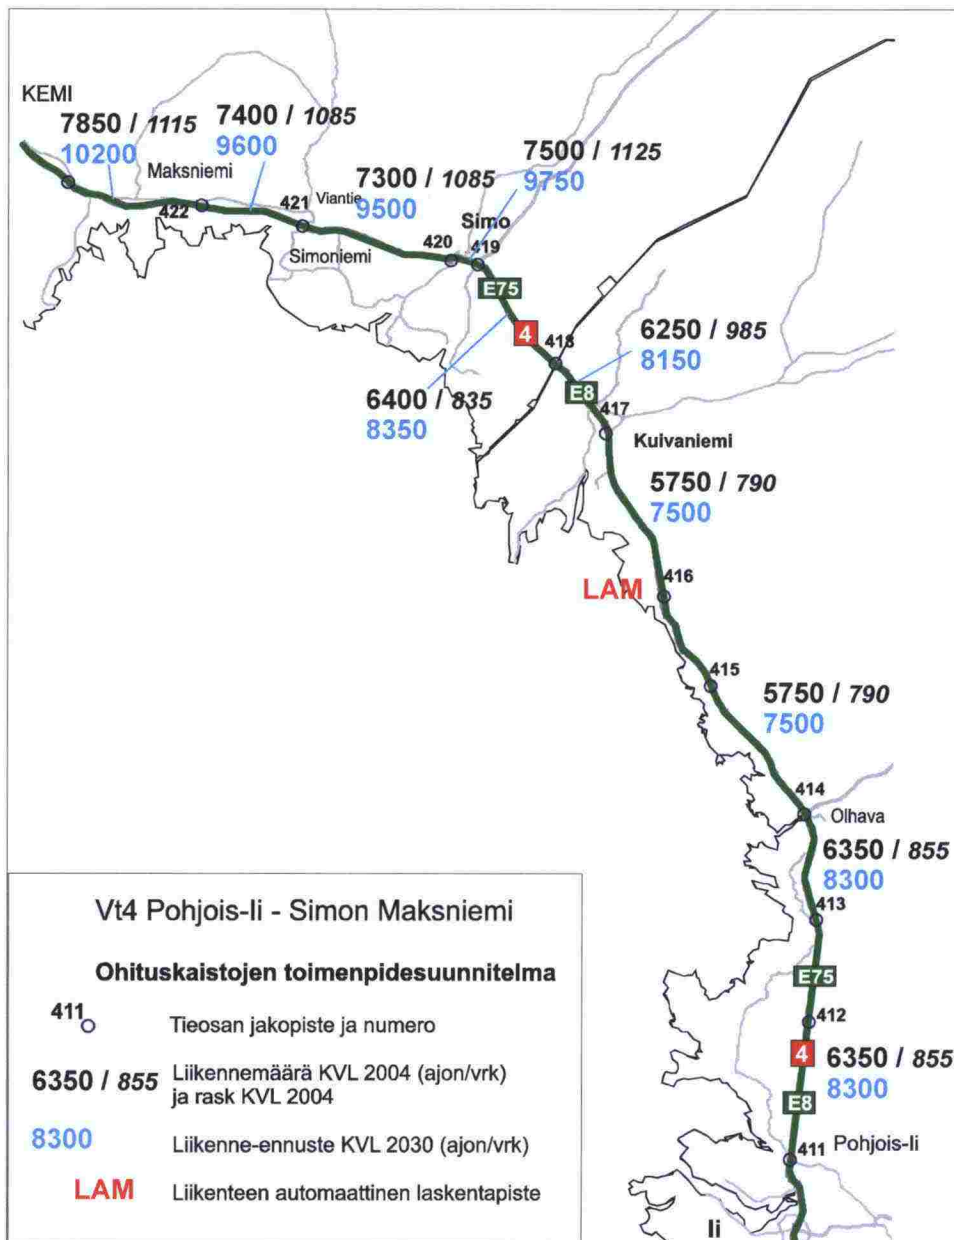 KEMI
7850 / 1115
10200
7400 / 1085
9600
Maksniemi
422
421
Viantie
Simoniemi
7300 / 1085
9500
7500 / 1125
9750
Simo
420
419
E75
4
418
6250 / 985
8150
E8
6400 / 835
8350
417
Kuivaniemi
5750 / 790
7500
LAM
416
415
5750 / 790
7500
414
Olhava
6350 / 855
8300
413
E75
412
4
6350 / 855
8300
E8
411
Pohjois-Ii
Ii
Vt4 Pohjois-Ii - Simon Maksniemi
Ohituskaistojen toimenpidesuunnitelma
411
Tieosan jakopiste ja numero
6350 / 855
Liikennemäärä KVL 2004 (ajon/vrk)
ja rask KVL 2004
8300
Liikenne-ennuste KVL 2030 (ajon/vrk)
LAM
Liikenteen automaattinen laskentapiste